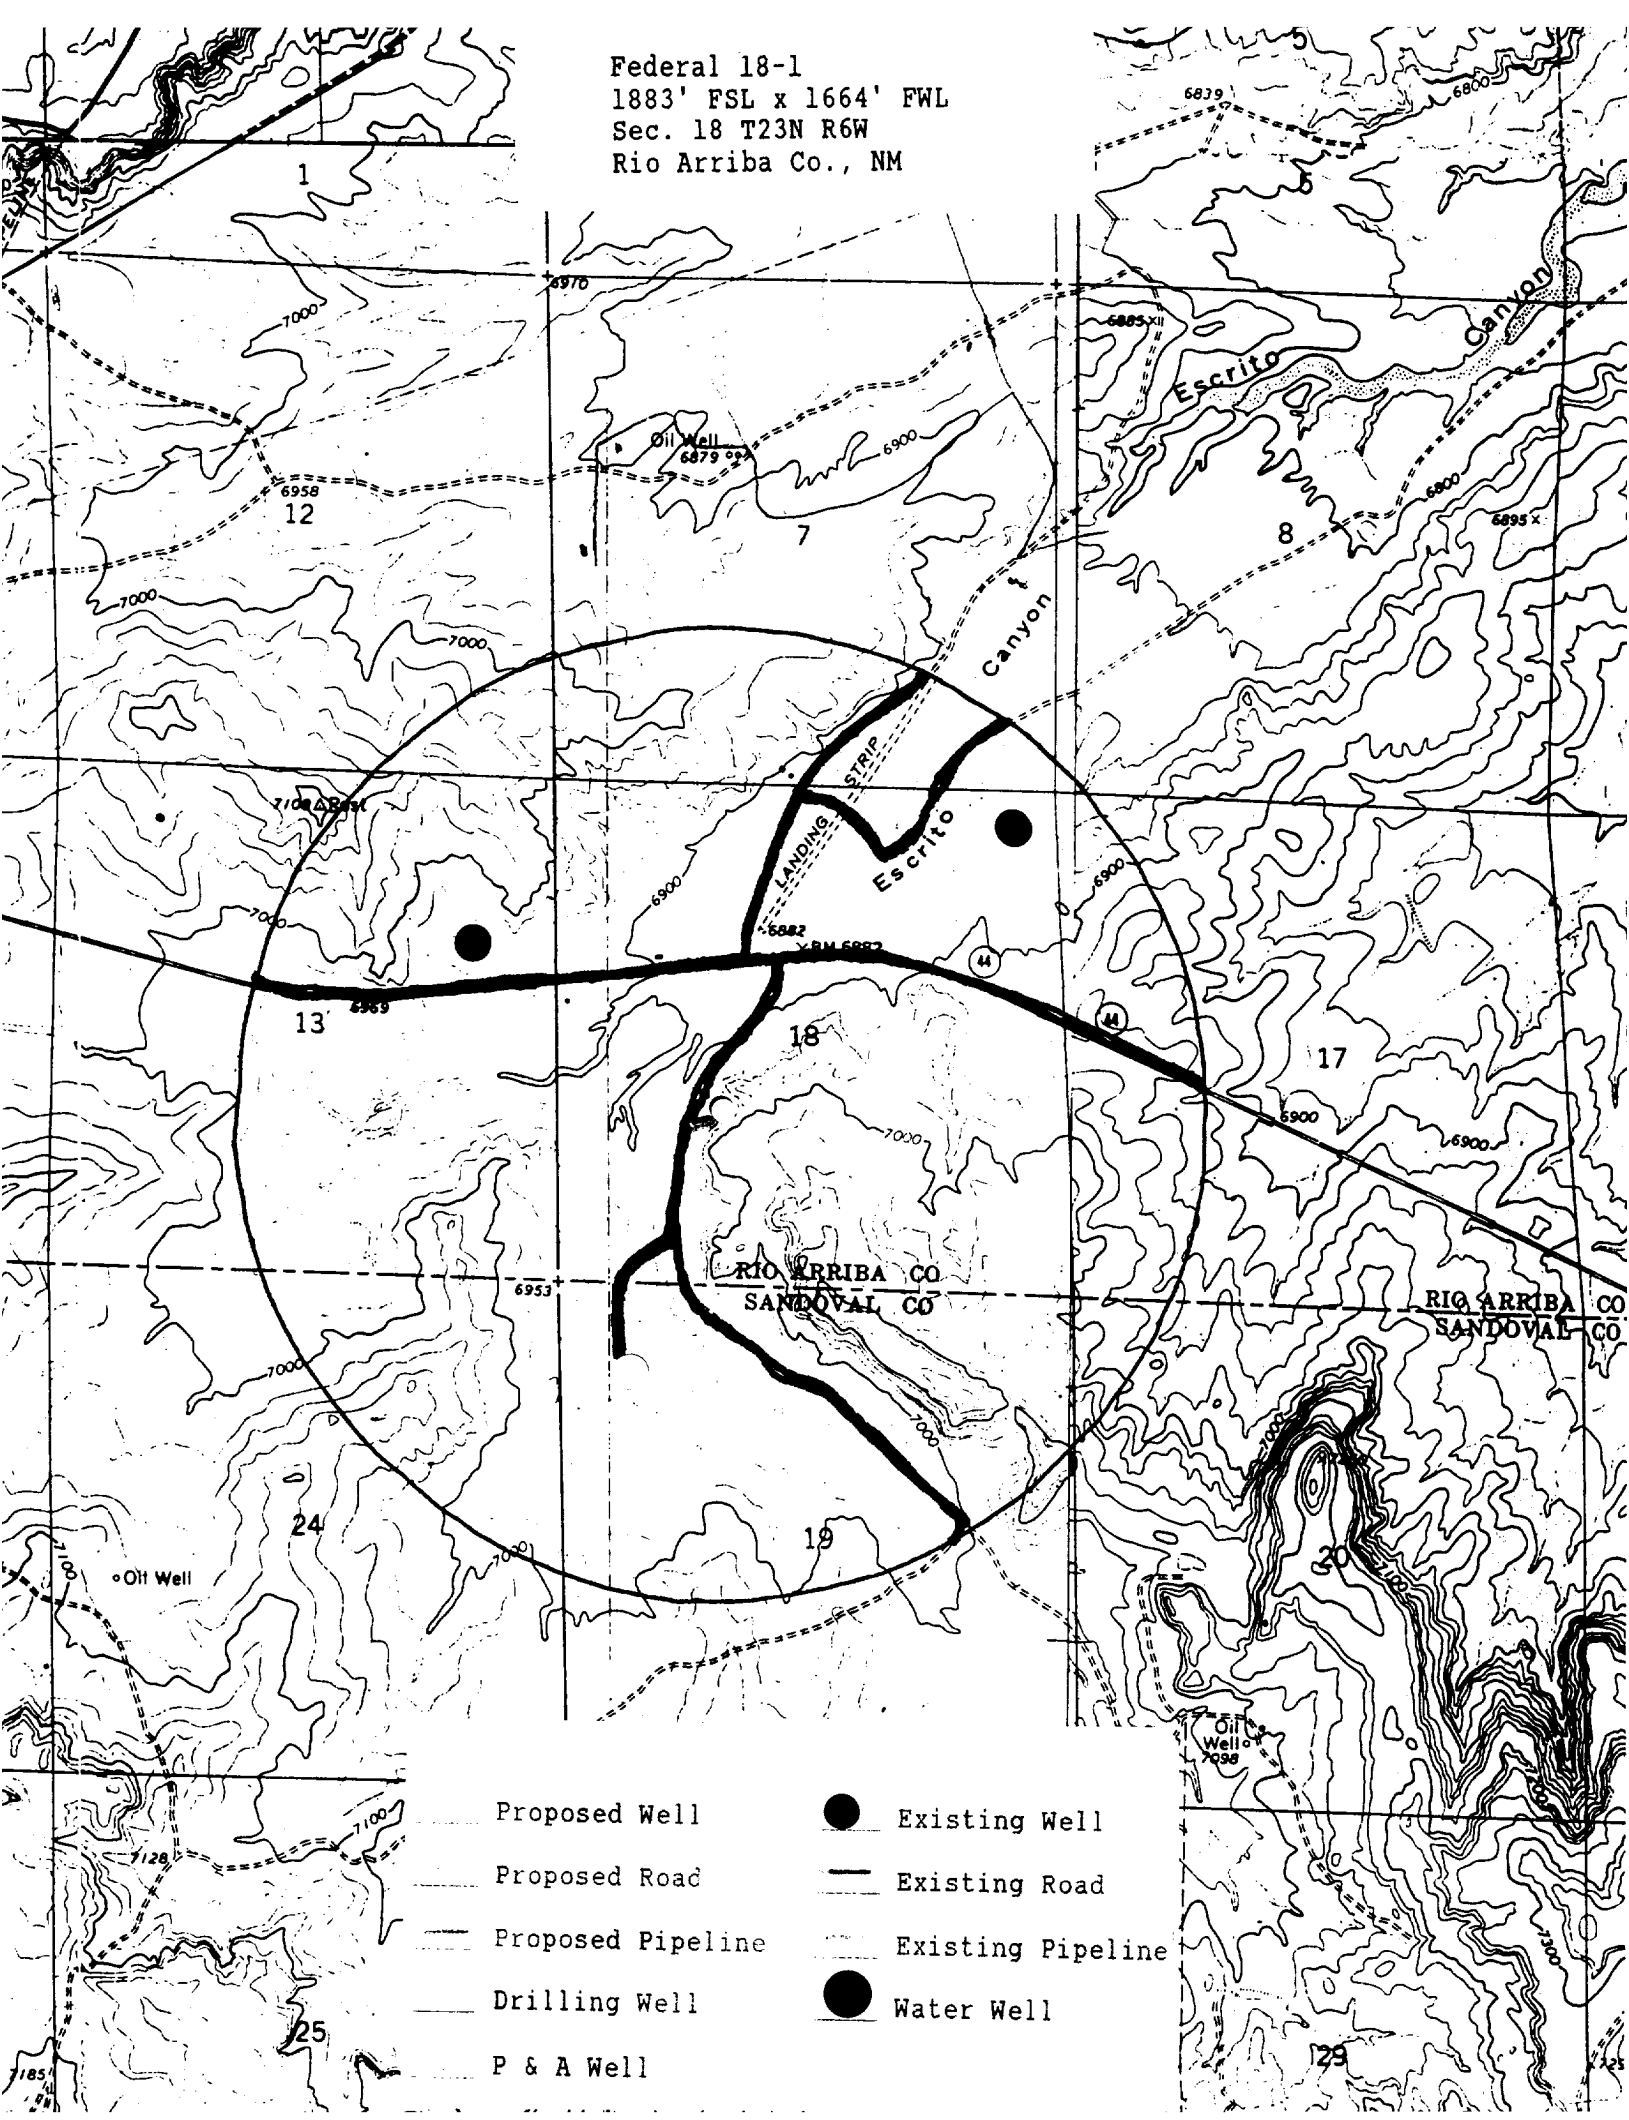 Federal 18-1
1883' FSL x 1664' FWL
Sec. 18 T23N R6W
Rio Arriba Co., NM
5
6839
6800
1
6
7000
6970
6885
Canyon
Escrito
Oil Well
6879
6900
6958
12
7
8
6800
6895
7000
7000
Canyon
STRIP
LANDING
Escrito
6900
6900
7000
6882
BM 6882
44
44
6969
13
18
17
6900
6900
7000
RIO ARRIBA CO
SANDOVAL CO
6953
RIO ARRIBA CO
SANDOVAL CO
7000
7000
7000
24
19
20
7100
7100
7000
Oil Well
Oil
Well
7098
7100
7128
7300
25
29
7185
Proposed Well
Existing Well
Proposed Road
Existing Road
Proposed Pipeline
Existing Pipeline
Drilling Well
Water Well
P & A Well